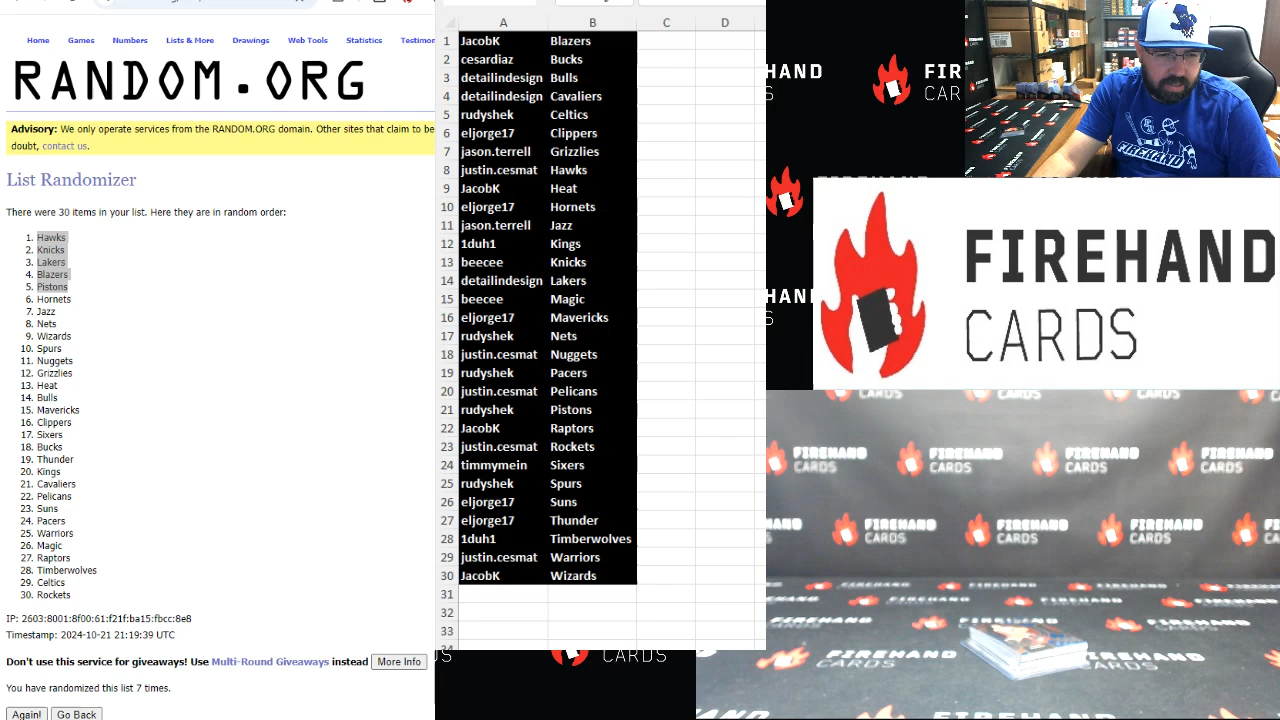 Home Games Numbers Lists & More Drawings Web Tools Statistics Testimor
RANDOM.ORG
Advisory: We only operate services from the RANDOM.ORG domain. Other sites that claim to be
doubt, contact us.
List Randomizer
There were 30 items in your list. Here they are in random order:
1. Hawks
2. Knicks
3. Lakers
4. Blazers
5. Pistons
6. Hornets
7. Jazz
8. Nets
9. Wizards
10. Spurs
11. Nuggets
12. Grizzlies
13. Heat
14. Bulls
15. Mavericks
16. Clippers
17. Sixers
18. Bucks
19. Thunder
20. Kings
21. Cavaliers
22. Pelicans
23. Suns
24. Pacers
25. Warriors
26. Magic
27. Raptors
28. Timberwolves
29. Celtics
30. Rockets
IP: 2603:8001:8f00:61:f21f:ba15:fbcc:8e8
Timestamp: 2024-10-21 21:19:39 UTC
Don't use this service for giveaways! Use Multi-Round Giveaways instead More Info
You have randomized this list 7 times.
Again! Go Back
A B C D
1 JacobK Blazers
2 cesardiaz Bucks
3 detailindesign Bulls
4 detailindesign Cavaliers
5 rudyshek Celtics
6 eljorge17 Clippers
7 jason.terrell Grizzlies
8 justin.cesmat Hawks
9 JacobK Heat
10 eljorge17 Hornets
11 jason.terrell Jazz
12 1duh1 Kings
13 beecee Knicks
14 detailindesign Lakers
15 beecee Magic
16 eljorge17 Mavericks
17 rudyshek Nets
18 justin.cesmat Nuggets
19 rudyshek Pacers
20 justin.cesmat Pelicans
21 rudyshek Pistons
22 JacobK Raptors
23 justin.cesmat Rockets
24 timmymein Sixers
25 rudyshek Spurs
26 eljorge17 Suns
27 eljorge17 Thunder
28 1duh1 Timberwolves
29 justin.cesmat Warriors
30 JacobK Wizards
31
32
33
34
FIREHAND
CARDS
FIREHAND
CARDS
FIREHAND
CARDS
FIREHAND
CARDS
FIREHAND
CARDS
FIREHAND
CARDS
FIREHAND
CARDS